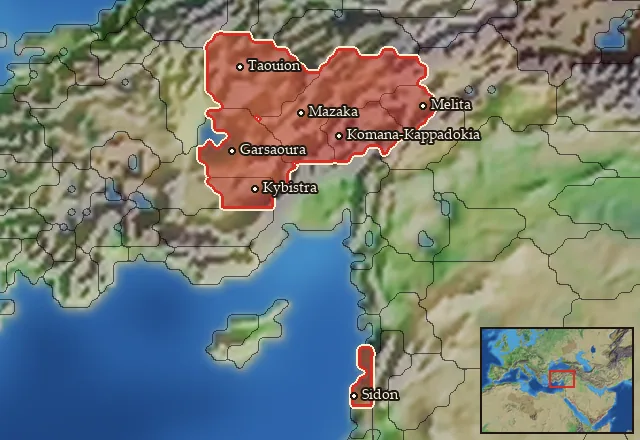 Taouion
Mazaka
Melita
Komana-Kappadokia
Garsaoura
Kybistra
Sidon